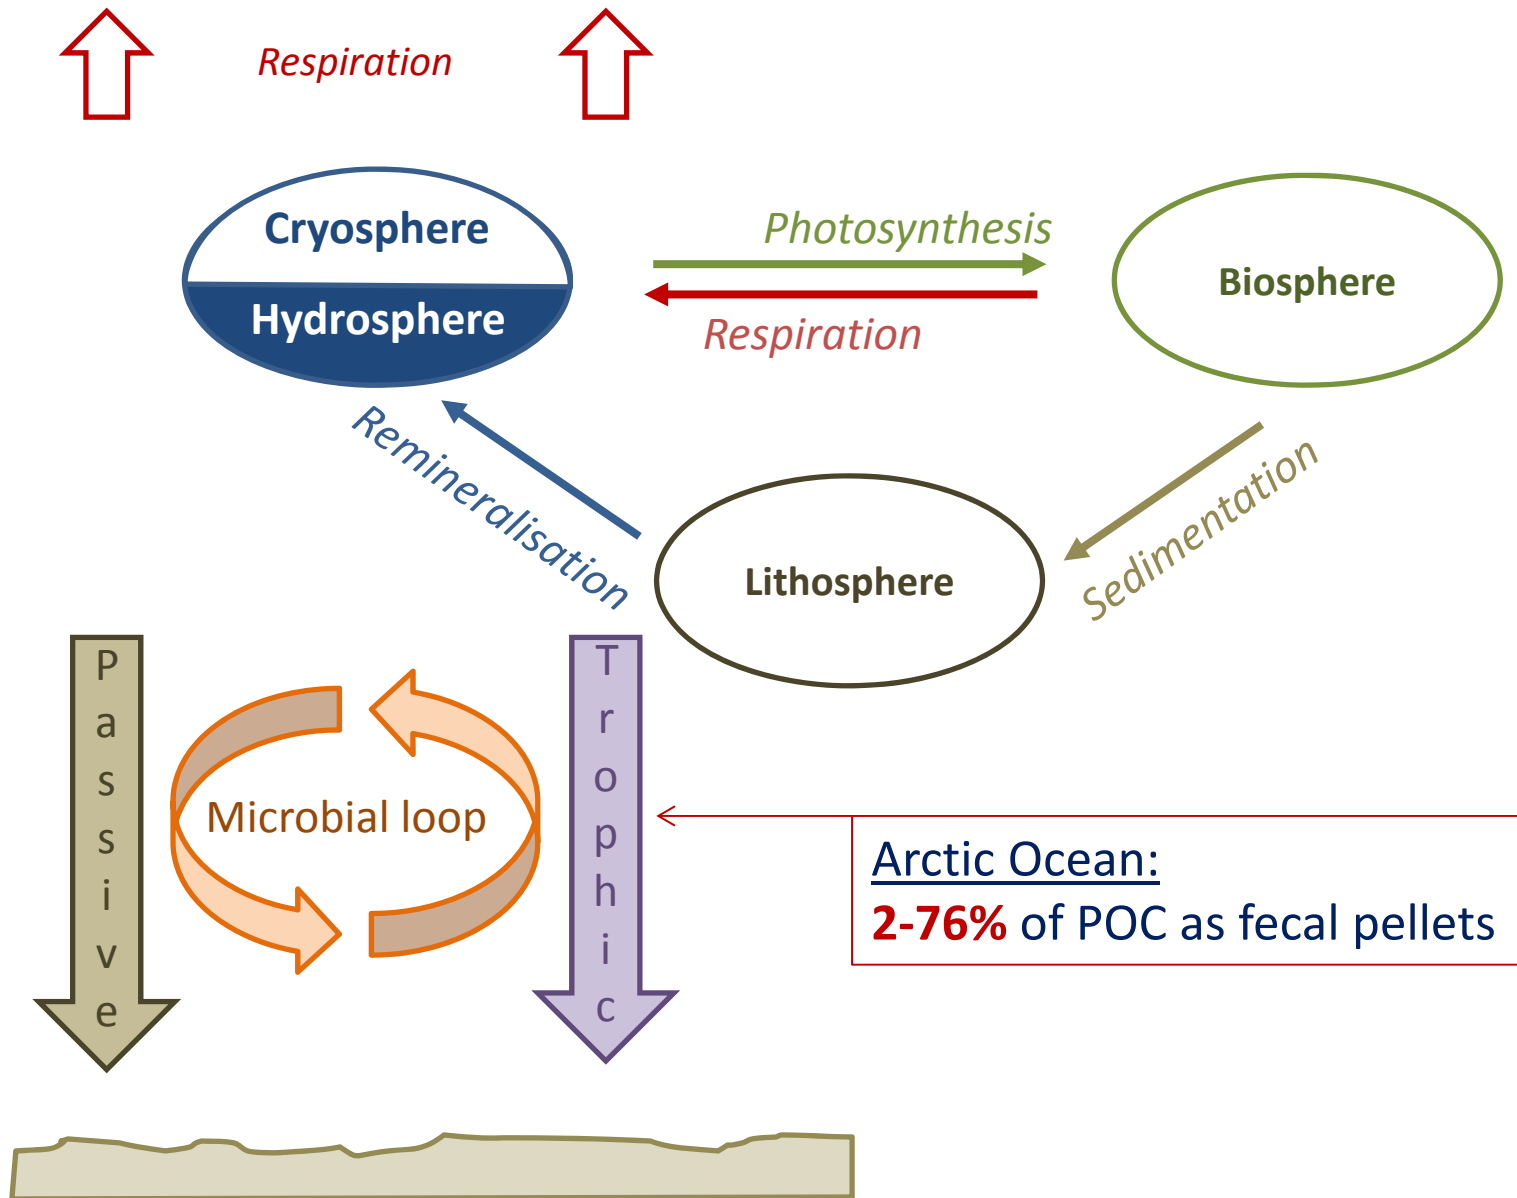 Respiration
Cryosphere
Hydrosphere
Photosynthesis
Respiration
Biosphere
Remineralisation
Sedimentation
Lithosphere
Passive
Microbial loop
Trophic
Arctic Ocean:
2-76% of POC as fecal pellets